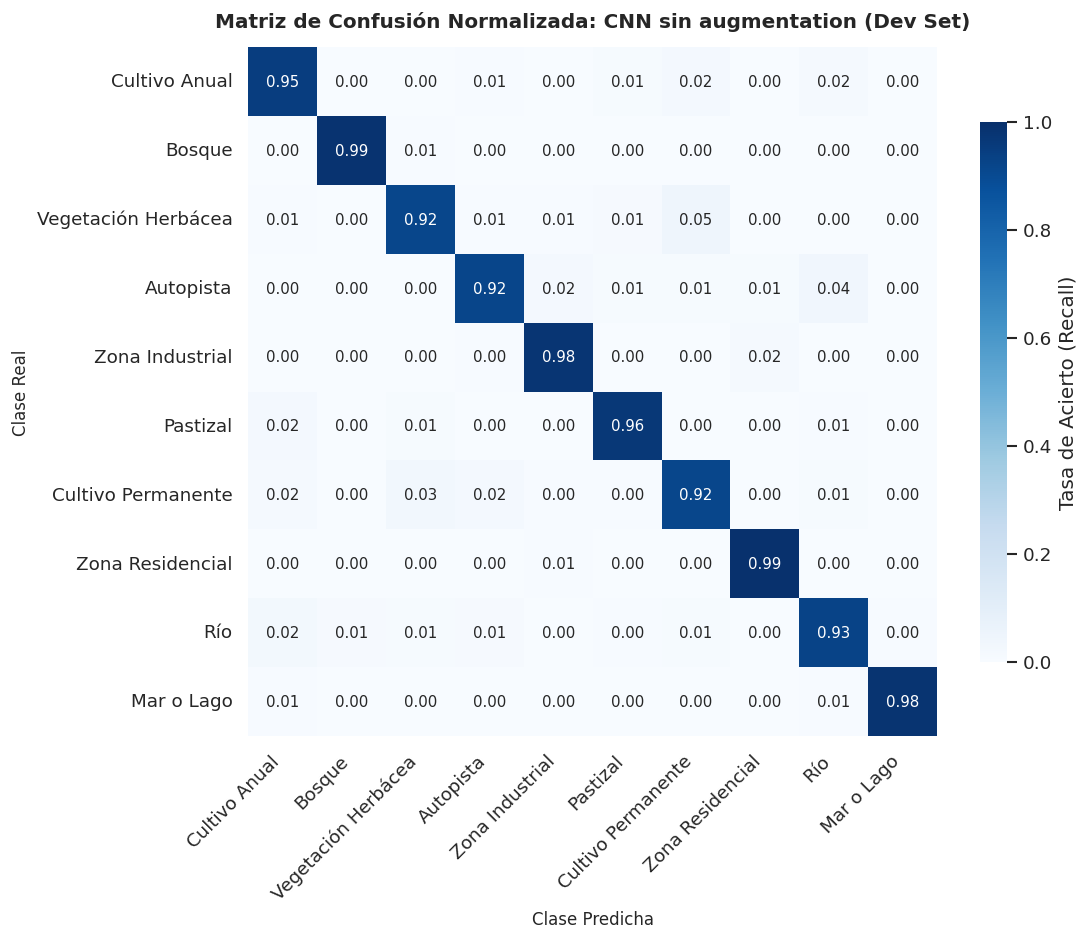 Matriz de Confusión Normalizada: CNN sin augmentation (Dev Set)
Cultivo Anual 0.95 0.00 0.00 0.01 0.00 0.01 0.02 0.00 0.02 0.00
Bosque 0.00 0.99 0.01 0.00 0.00 0.00 0.00 0.00 0.00 0.00
Vegetación Herbácea 0.01 0.00 0.92 0.01 0.01 0.01 0.05 0.00 0.00 0.00
Autopista 0.00 0.00 0.00 0.92 0.02 0.01 0.01 0.01 0.04 0.00
Zona Industrial 0.00 0.00 0.00 0.00 0.98 0.00 0.00 0.02 0.00 0.00
Pastizal 0.02 0.00 0.01 0.00 0.00 0.96 0.00 0.00 0.01 0.00
Cultivo Permanente 0.02 0.00 0.03 0.02 0.00 0.00 0.92 0.00 0.01 0.00
Zona Residencial 0.00 0.00 0.00 0.00 0.01 0.00 0.00 0.99 0.00 0.00
Río 0.02 0.01 0.01 0.01 0.00 0.00 0.01 0.00 0.93 0.00
Mar o Lago 0.01 0.00 0.00 0.00 0.00 0.00 0.00 0.00 0.01 0.98
Clase Real
Cultivo Anual
Bosque
Vegetación Herbácea
Autopista
Zona Industrial
Pastizal
Cultivo Permanente
Zona Residencial
Río
Mar o Lago
Clase Predicha
1.0
0.8
0.6
0.4
0.2
0.0
Tasa de Acierto (Recall)